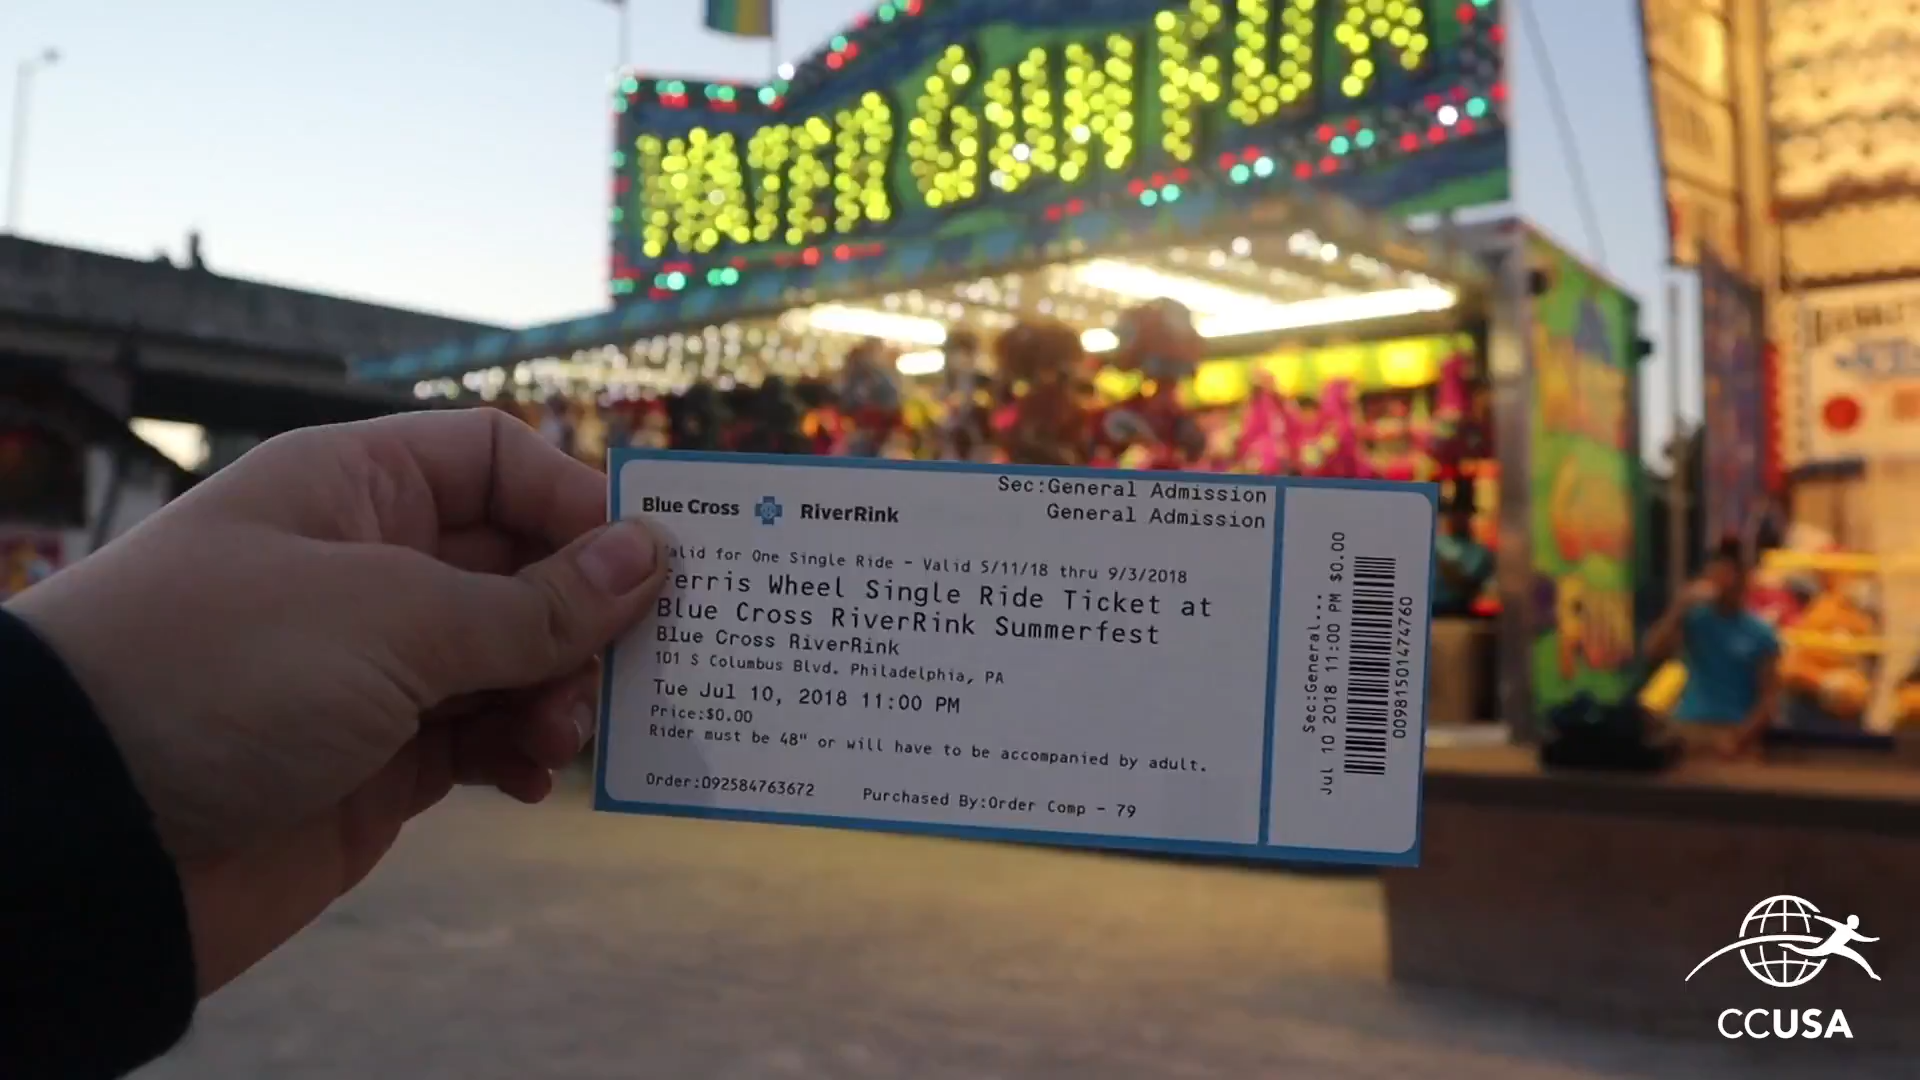 WATER GUN FUN
Sec:General Admission
General Admission
Blue Cross RiverRink
alid for One Single Ride - Valid 5/11/18 thru 9/3/2018
Ferris Wheel Single Ride Ticket at
Blue Cross RiverRink Summerfest
Blue Cross RiverRink
101 S Columbus Blvd. Philadelphia, PA
Tue Jul 10, 2018 11:00 PM
Price:$0.00
Rider must be 48" or will have to be accompanied by adult.
Order:092584763672
Purchased By:Order Comp - 79
Sec:General...
Jul 10 2018 11:00 PM $0.00
00981501474760
CCUSA